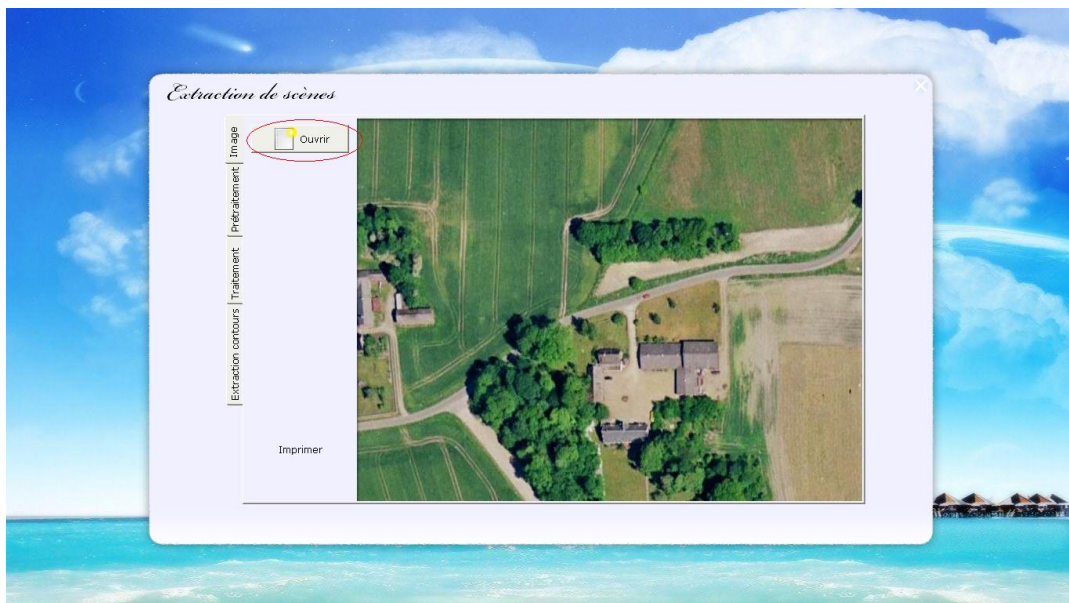 Extraction de scènes
Image
Prétraitement
Traitement
Extraction contours
Ouvrir
Imprimer